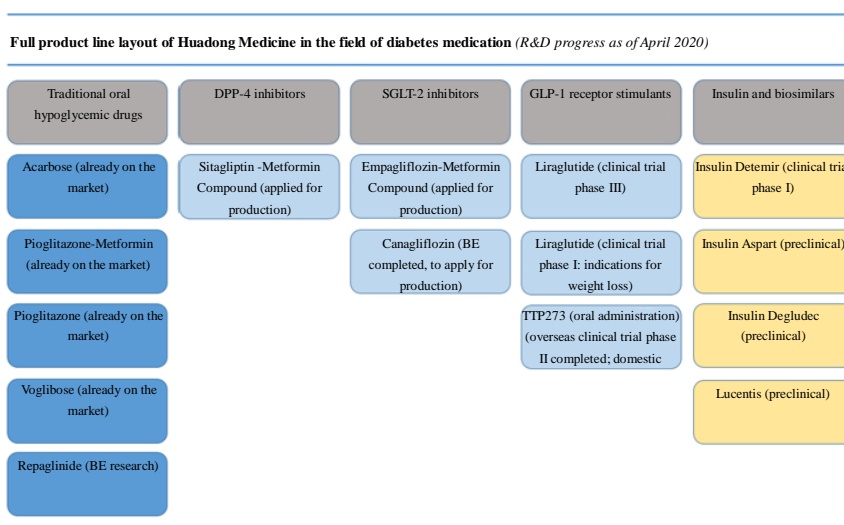 Full product line layout of Huadong Medicine in the field of diabetes medication (R&D progress as of April 2020)
Traditional oral
hypoglycemic drugs
DPP-4 inhibitors
SGLT-2 inhibitors
GLP-1 receptor stimulants
Insulin and biosimilars
Acarbose (already on the
market)
Sitagliptin -Metformin
Compound (applied for
production)
Empagliflozin-Metformin
Compound (applied for
production)
Liraglutide (clinical trial
phase III)
Insulin Detemir (clinical tria
phase I)
Pioglitazone-Metformin
(already on the market)
Canagliflozin (BE
completed, to apply for
production)
Liraglutide (clinical trial
phase I: indications for
weight loss)
Insulin Aspart (preclinical)
Pioglitazone (already on the
market)
TTP273 (oral administration)
(overseas clinical trial phase
II completed; domestic
Insulin Degludec
(preclinical)
Voglibose (already on the
market)
Lucentis (preclinical)
Repaglinide (BE research)